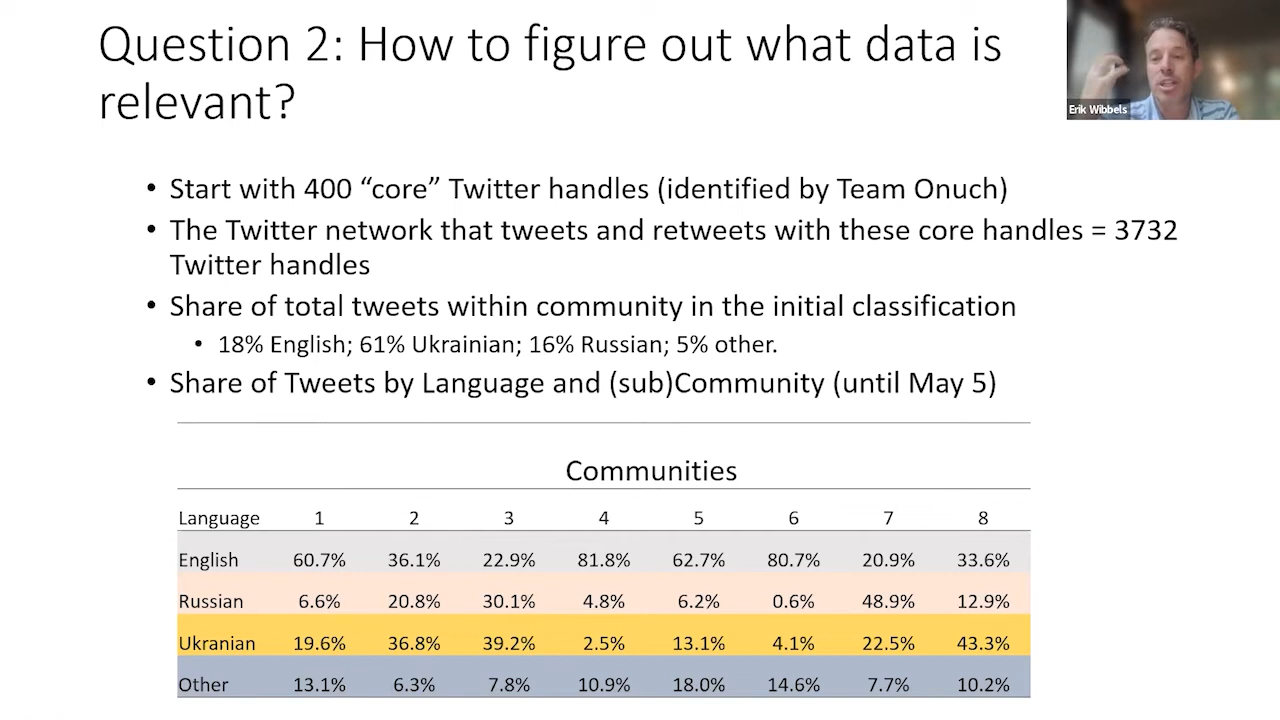 Question 2: How to figure out what data is
relevant?
Erik Wibbels
• Start with 400 “core” Twitter handles (identified by Team Onuch)
• The Twitter network that tweets and retweets with these core handles = 3732
Twitter handles
• Share of total tweets within community in the initial classification
• 18% English; 61% Ukrainian; 16% Russian; 5% other.
• Share of Tweets by Language and (sub)Community (until May 5)
Communities
Language 1 2 3 4 5 6 7 8
English 60.7% 36.1% 22.9% 81.8% 62.7% 80.7% 20.9% 33.6%
Russian 6.6% 20.8% 30.1% 4.8% 6.2% 0.6% 48.9% 12.9%
Ukranian 19.6% 36.8% 39.2% 2.5% 13.1% 4.1% 22.5% 43.3%
Other 13.1% 6.3% 7.8% 10.9% 18.0% 14.6% 7.7% 10.2%